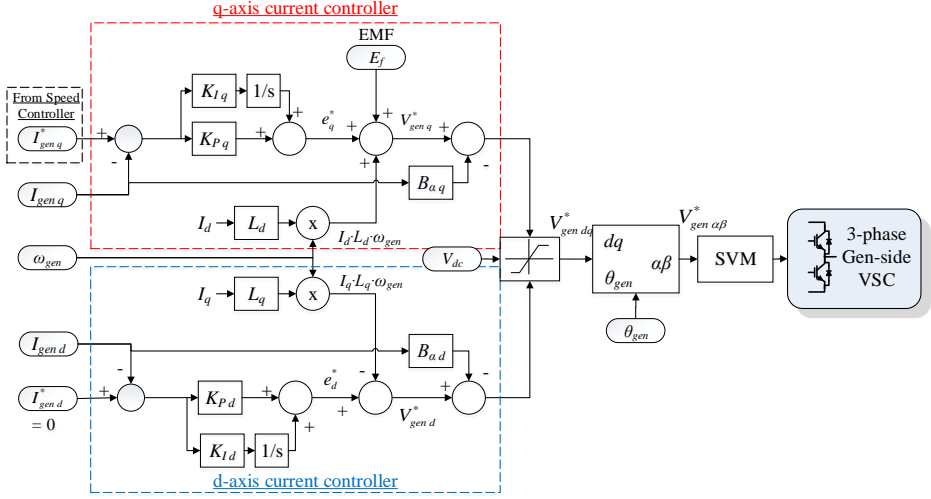 q-axis current controller
EMF
E_f
From Speed
Controller
I*_gen q
+
-
K_I q
1/s
K_P q
+
+
e*_q
+
+
+
V*_gen q
+
-
I_gen q
B_α q
I_d
L_d
x
I_d·L_d·ω_gen
ω_gen
V_dc
V*_gen dq
dq
αβ
θ_gen
V*_gen αβ
SVM
3-phase
Gen-side
VSC
θ_gen
I_q
L_q
x
I_q·L_q·ω_gen
I_gen d
B_α d
-
+
I*_gen d
= 0
K_P d
+
+
e*_d
+
-
V*_gen d
+
-
K_I d
1/s
d-axis current controller